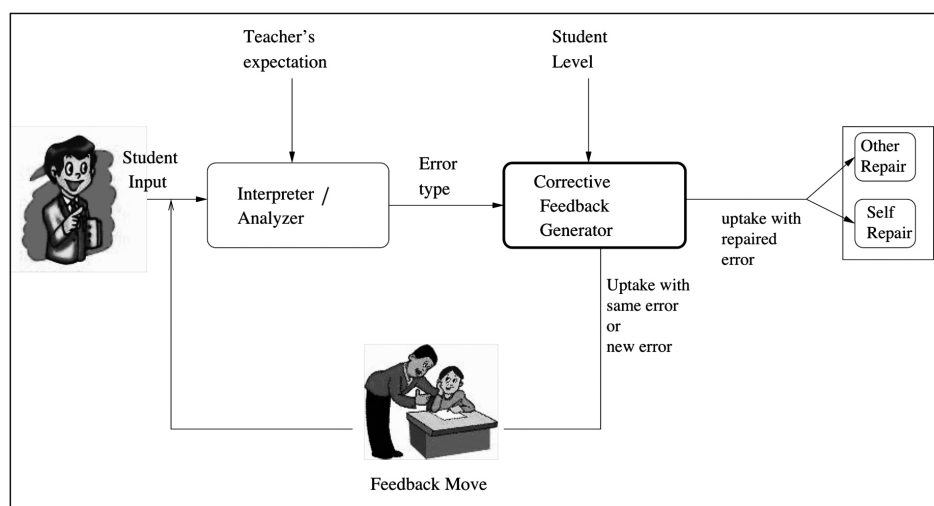 Teacher's
expectation
Student
Level
Student
Input
Interpreter /
Analyzer
Error
type
Corrective
Feedback
Generator
uptake with
repaired
error
Other
Repair
Self
Repair
Uptake with
same error
or
new error
Feedback Move